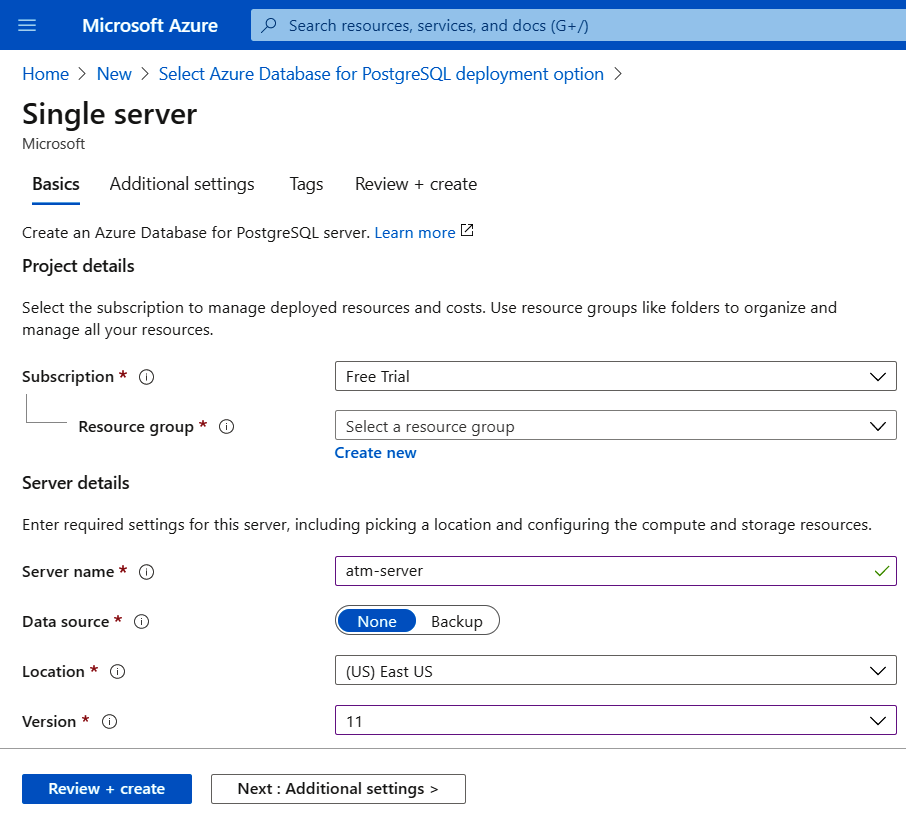 Microsoft Azure
Search resources, services, and docs (G+/)
Home > New > Select Azure Database for PostgreSQL deployment option >
Single server
Microsoft
Basics Additional settings Tags Review + create
Create an Azure Database for PostgreSQL server. Learn more
Project details
Select the subscription to manage deployed resources and costs. Use resource groups like folders to organize and
manage all your resources.
Subscription *
Free Trial
Resource group *
Select a resource group
Create new
Server details
Enter required settings for this server, including picking a location and configuring the compute and storage resources.
Server name *
atm-server
Data source *
None Backup
Location *
(US) East US
Version *
11
Review + create
Next : Additional settings >